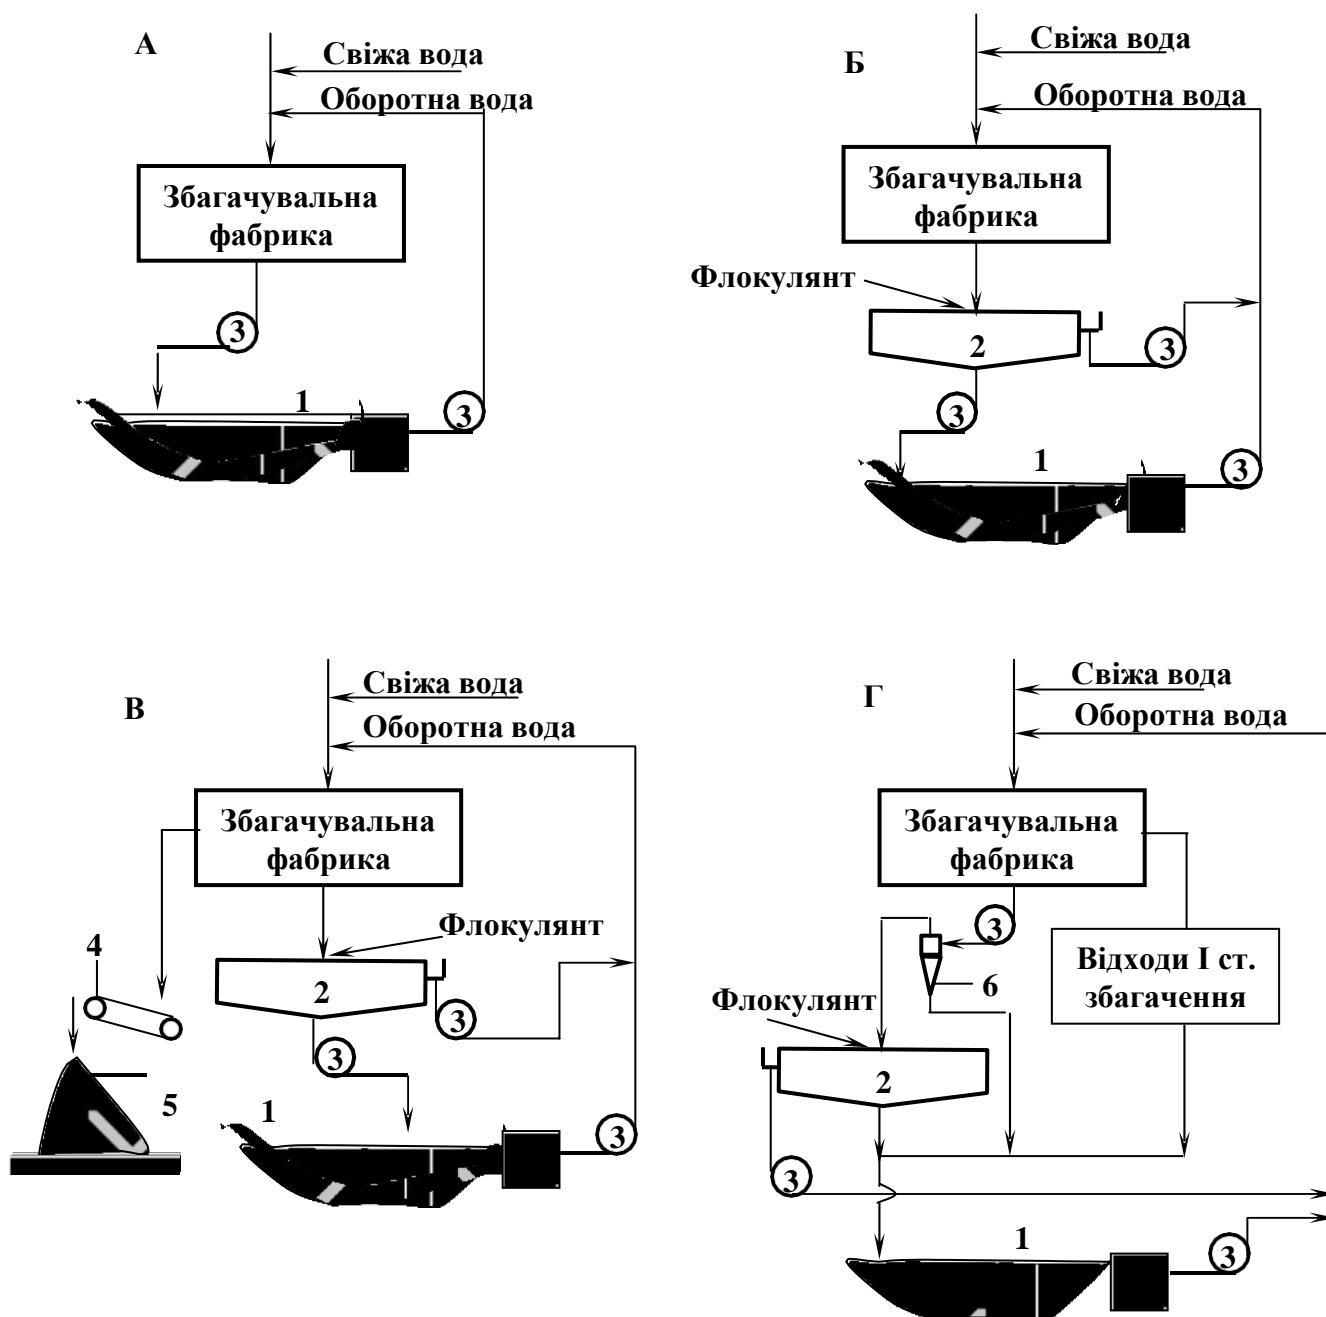 А
Свіжа вода
Оборотна вода
Збагачувальна
фабрика
3
1
3
Б
Свіжа вода
Оборотна вода
Збагачувальна
фабрика
Флокулянт
2
3
3
1
3
В
Свіжа вода
Оборотна вода
Збагачувальна
фабрика
Флокулянт
4
2
3
3
5
1
3
Г
Свіжа вода
Оборотна вода
Збагачувальна
фабрика
3
Відходи І ст.
збагачення
6
Флокулянт
2
3
1
3